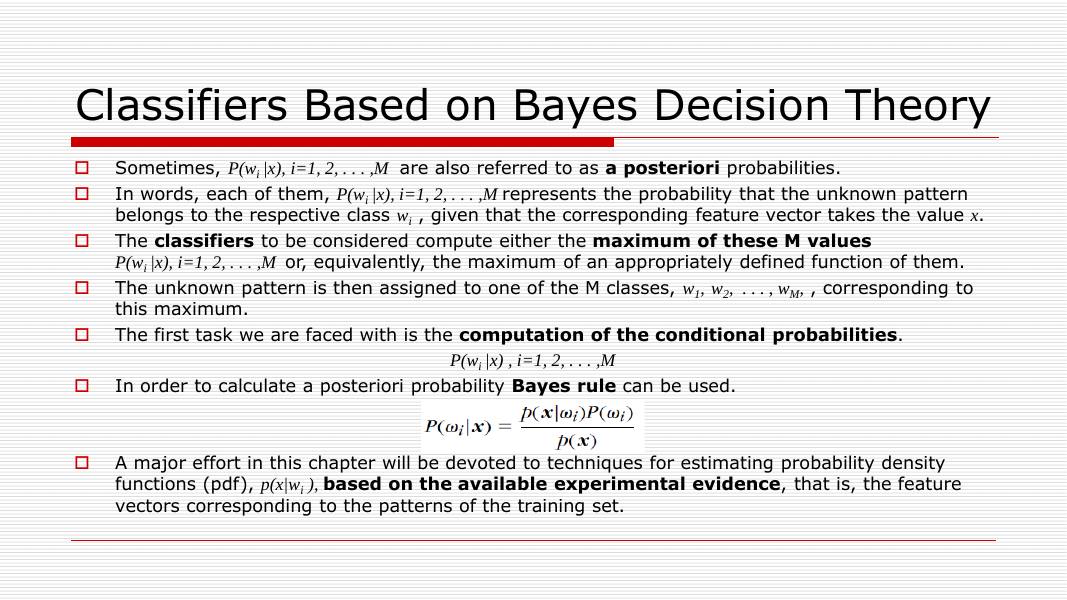 Classifiers Based on Bayes Decision Theory
Sometimes, P(wᵢ |x), i=1, 2, . . . ,M are also referred to as a posteriori probabilities.
In words, each of them, P(wᵢ |x), i=1, 2, . . . ,M represents the probability that the unknown pattern
belongs to the respective class wᵢ , given that the corresponding feature vector takes the value x.
The classifiers to be considered compute either the maximum of these M values
P(wᵢ |x), i=1, 2, . . . ,M or, equivalently, the maximum of an appropriately defined function of them.
The unknown pattern is then assigned to one of the M classes, w₁, w₂, . . . , w_M, , corresponding to
this maximum.
The first task we are faced with is the computation of the conditional probabilities.
P(wᵢ |x) , i=1, 2, . . . ,M
In order to calculate a posteriori probability Bayes rule can be used.
P(ωᵢ|x) = p(x|ωᵢ)P(ωᵢ) / p(x)
A major effort in this chapter will be devoted to techniques for estimating probability density
functions (pdf), p(x|wᵢ ), based on the available experimental evidence, that is, the feature
vectors corresponding to the patterns of the training set.